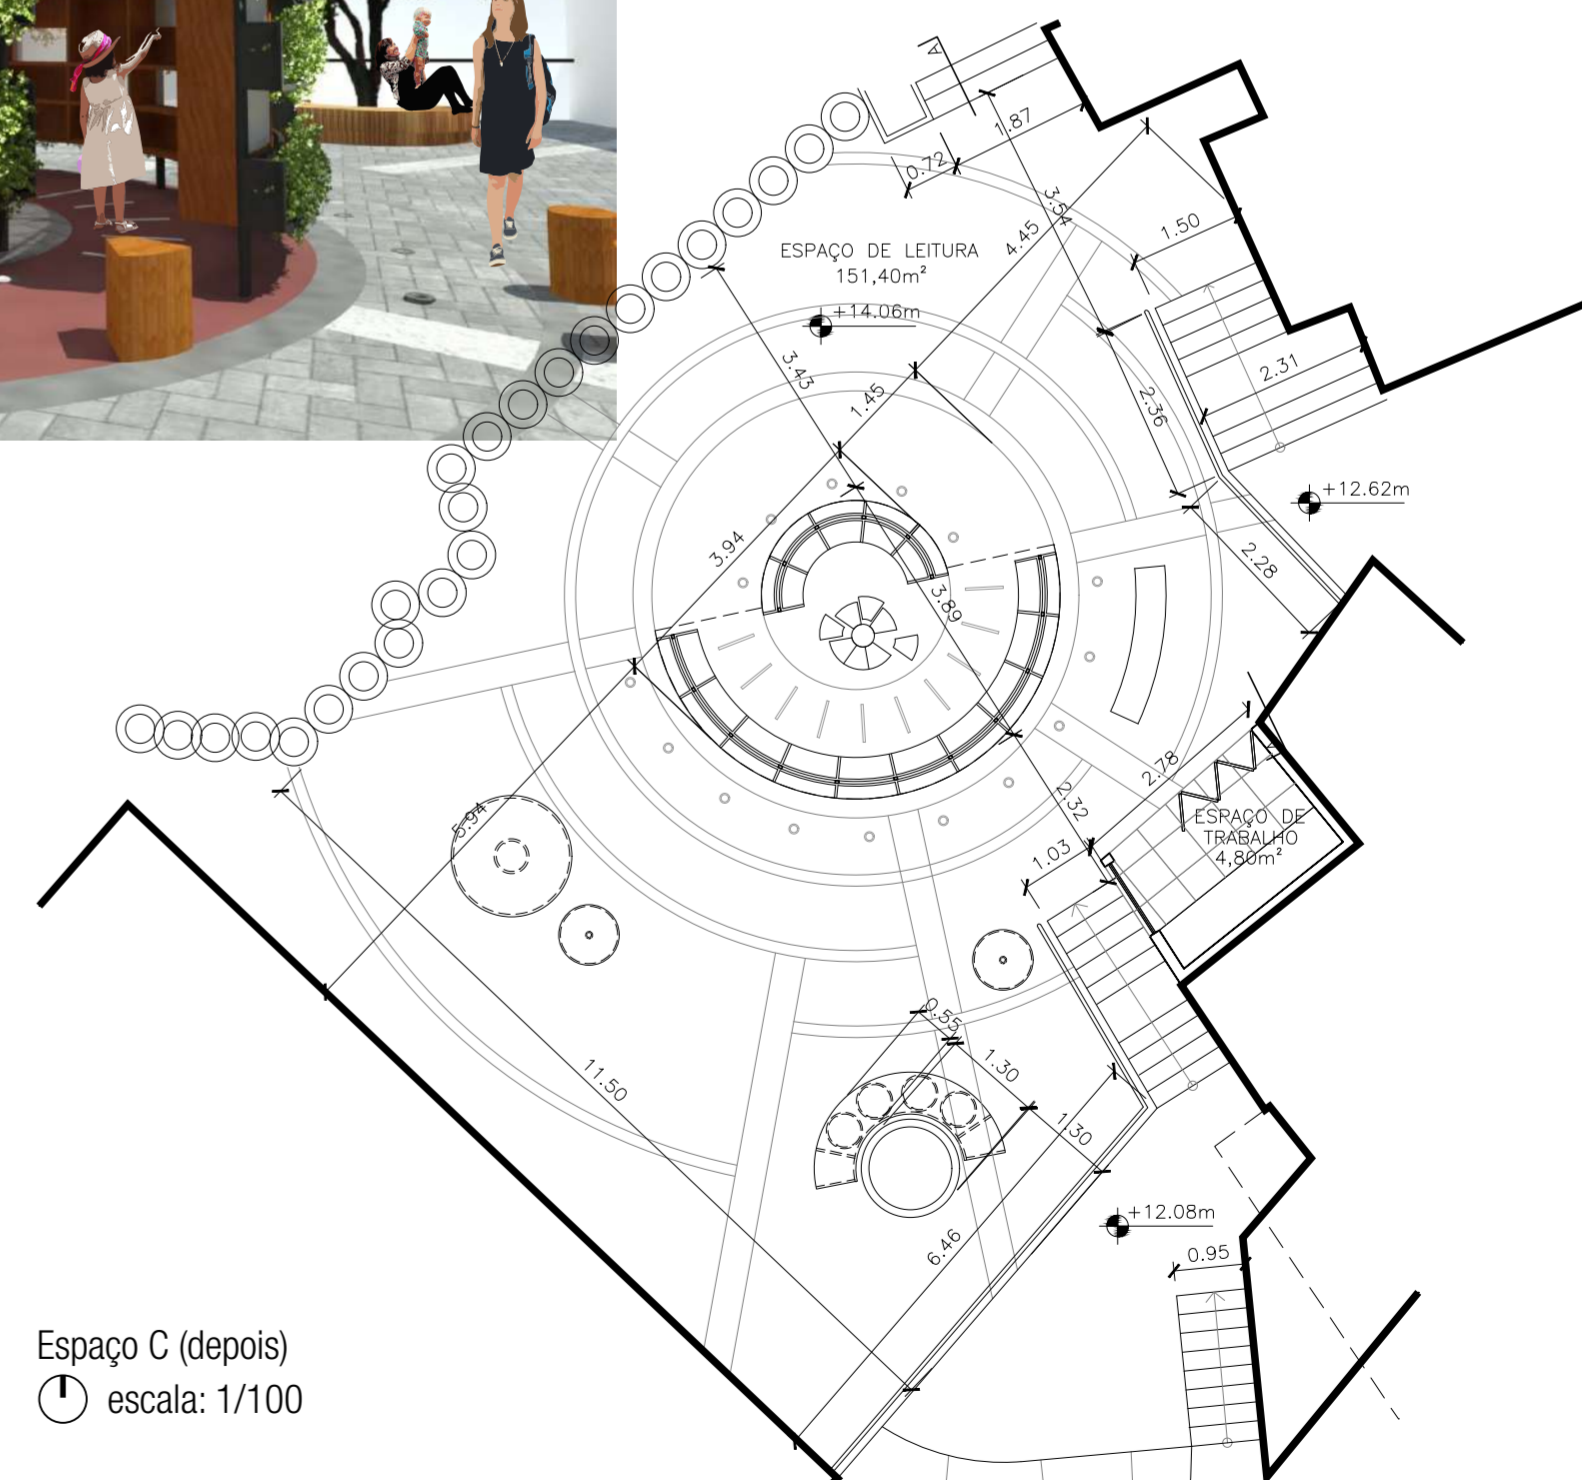 A
1.87
0.72
3.54
4.45
1.50
ESPAÇO DE LEITURA
151,40m²
+14.06m
3.43
1.45
2.31
2.36
+12.62m
3.94
2.28
3.89
2.78
2.32
ESPAÇO DE
TRABALHO
4,80m²
5.94
1.03
0.55
1.30
11.50
1.30
+12.08m
6.46
0.95
Espaço C (depois)
escala: 1/100